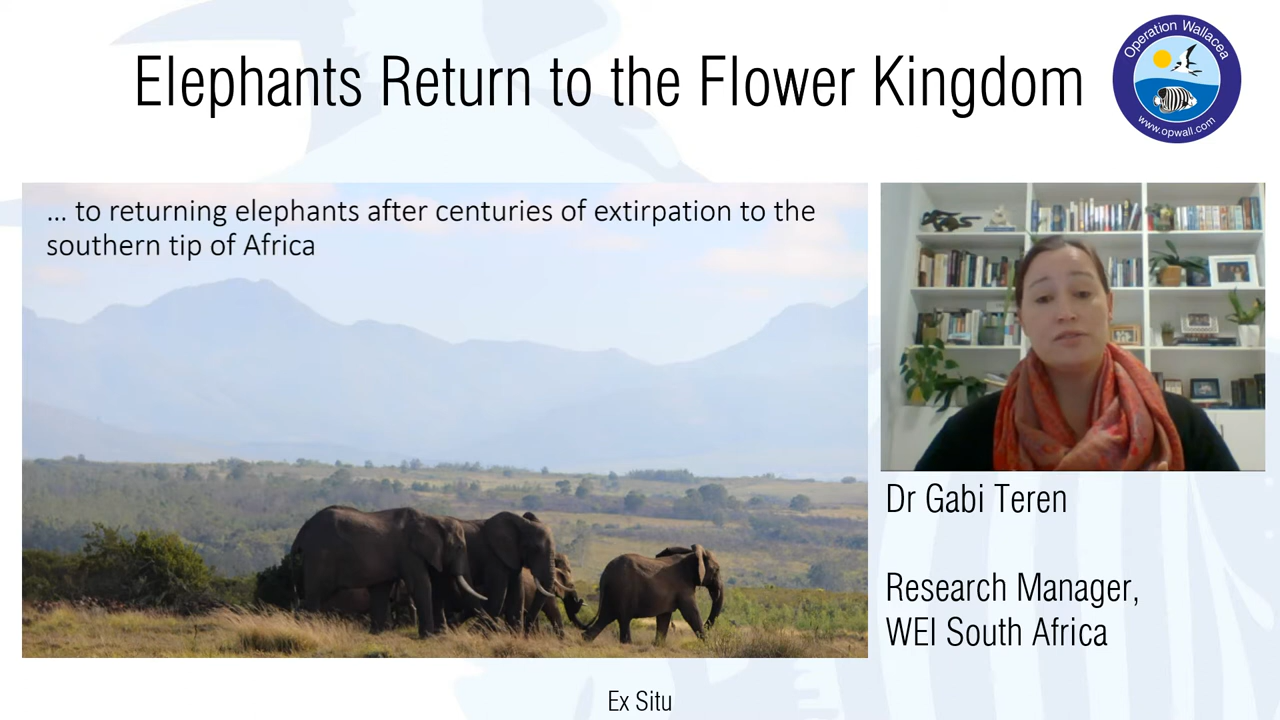 Elephants Return to the Flower Kingdom
Operation Wallacea
www.opwall.com
... to returning elephants after centuries of extirpation to the
southern tip of Africa
Dr Gabi Teren
Research Manager,
WEI South Africa
Ex Situ